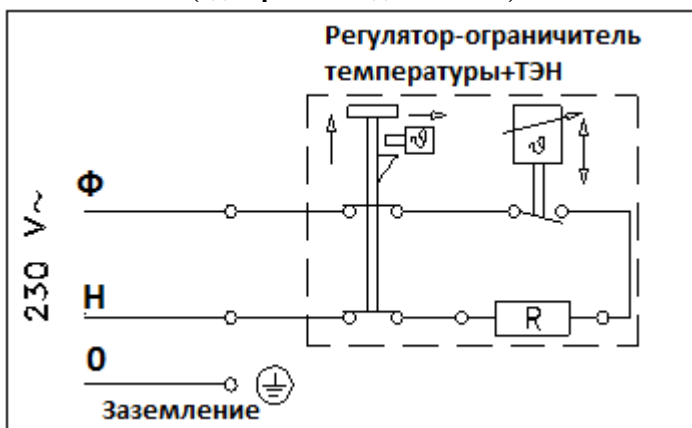 Регулятор-ограничитель
температуры+ТЭН
ϑ
ϑ
Ф
230 V~
Н
R
0
Заземление